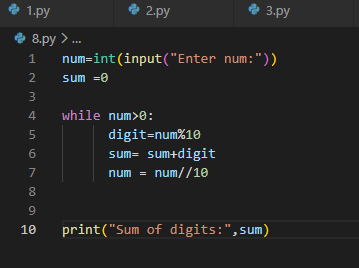 1.py 2.py 3.py
8.py > ...
1 num=int(input("Enter num:"))
2 sum =0
3
4 while num>0:
5 digit=num%10
6 sum= sum+digit
7 num = num//10
8
9
10 print("Sum of digits:",sum)